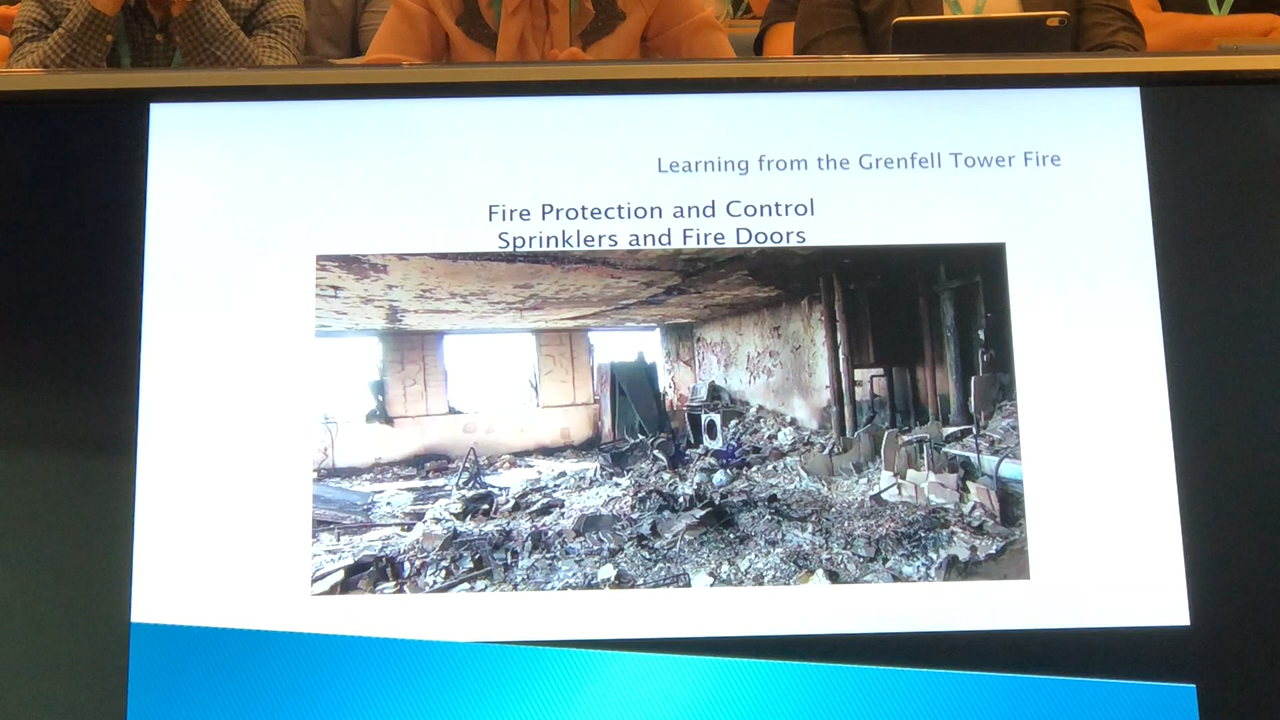 Learning from the Grenfell Tower Fire
Fire Protection and Control
Sprinklers and Fire Doors